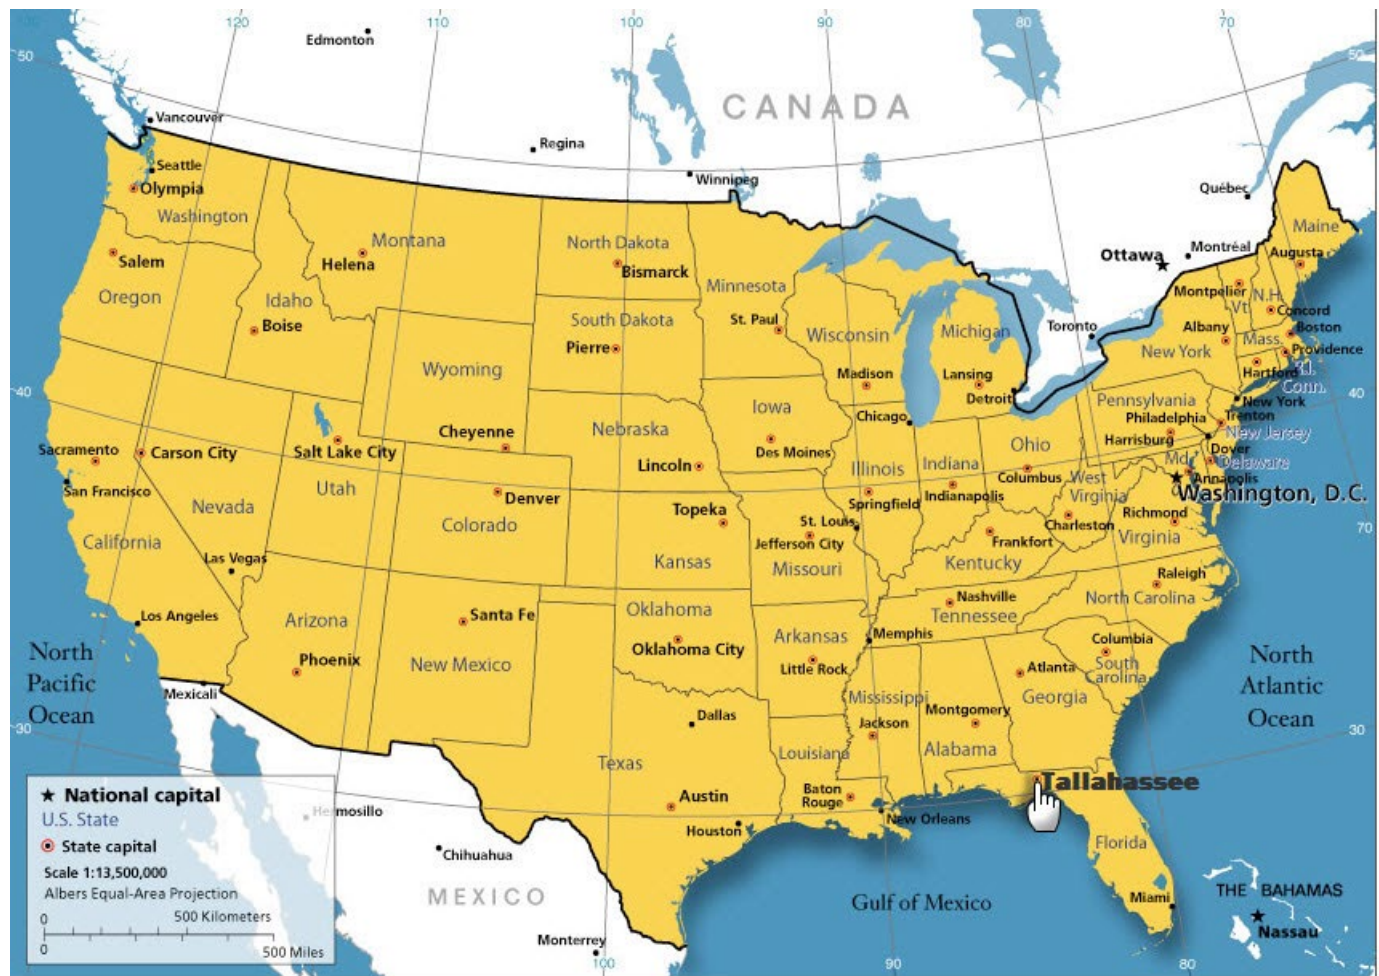 120
110
100
90
80
70
Edmonton
50
50
CANADA
Vancouver
Regina
Seattle
Winnipeg
Olympia
Québec
Washington
Maine
Montana
North Dakota
Ottawa
Montréal
Augusta
Salem
Helena
Bismarck
Minnesota
Montpelier
N.H.
Vt.
Oregon
Idaho
Concord
Boise
South Dakota
St. Paul
Wisconsin
Michigan
Toronto
Albany
Boston
Pierre
New York
Mass.
Providence
Wyoming
Madison
Lansing
Hartford
R.I.
Conn.
40
40
Iowa
Detroit
Pennsylvania
New York
Chicago
Philadelphia
Trenton
Cheyenne
Nebraska
Ohio
Harrisburg
New Jersey
Sacramento
Carson City
Salt Lake City
Des Moines
Dover
Lincoln
Illinois
Indiana
Md.
Delaware
Columbus
West
Virginia
Annapolis
San Francisco
Utah
Denver
Springfield
Indianapolis
Washington, D.C.
Nevada
Topeka
St. Louis
Charleston
Richmond
70
Colorado
California
Jefferson City
Frankfort
Virginia
Las Vegas
Kansas
Missouri
Kentucky
Raleigh
Los Angeles
Santa Fe
Oklahoma
Nashville
North Carolina
Arizona
Tennessee
Arkansas
Memphis
Columbia
North
Pacific
Ocean
Phoenix
New Mexico
Oklahoma City
Little Rock
Atlanta
South
Carolina
North
Atlantic
Ocean
Mexicali
Mississippi
Georgia
Dallas
Jackson
Montgomery
30
30
Texas
Louisiana
Alabama
Tallahassee
Baton
Rouge
Austin
New Orleans
Houston
Hermosillo
Florida
Chihuahua
MEXICO
Gulf of Mexico
Miami
THE BAHAMAS
Nassau
Monterrey
100
90
80
National capital
U.S. State
State capital
Scale 1:13,500,000
Albers Equal-Area Projection
0 500 Kilometers
0 500 Miles